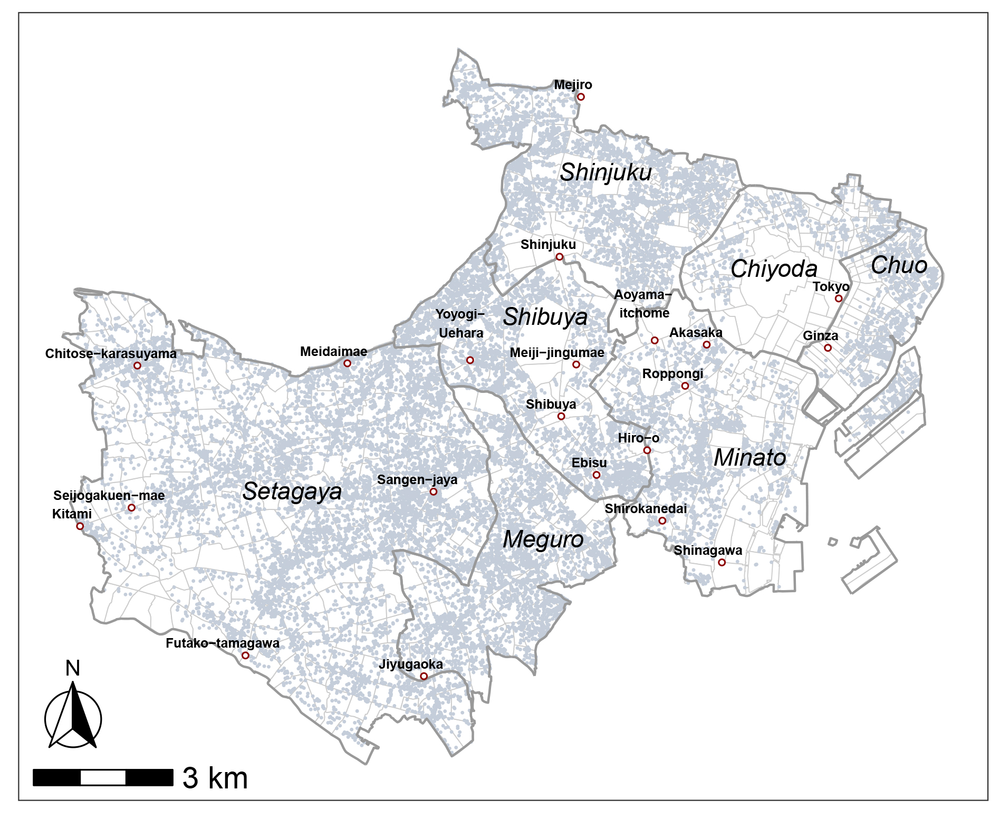 Mejiro
Shinjuku
Shinjuku
Chiyoda
Chuo
Tokyo
Aoyama−
itchome
Yoyogi−
Uehara
Shibuya
Akasaka
Ginza
Chitose−karasuyama
Meidaimae
Meiji−jingumae
Roppongi
Shibuya
Hiro−o
Minato
Ebisu
Sangen−jaya
Setagaya
Seijogakuen−mae
Kitami
Shirokanedai
Meguro
Shinagawa
Futako−tamagawa
Jiyugaoka
N
3 km